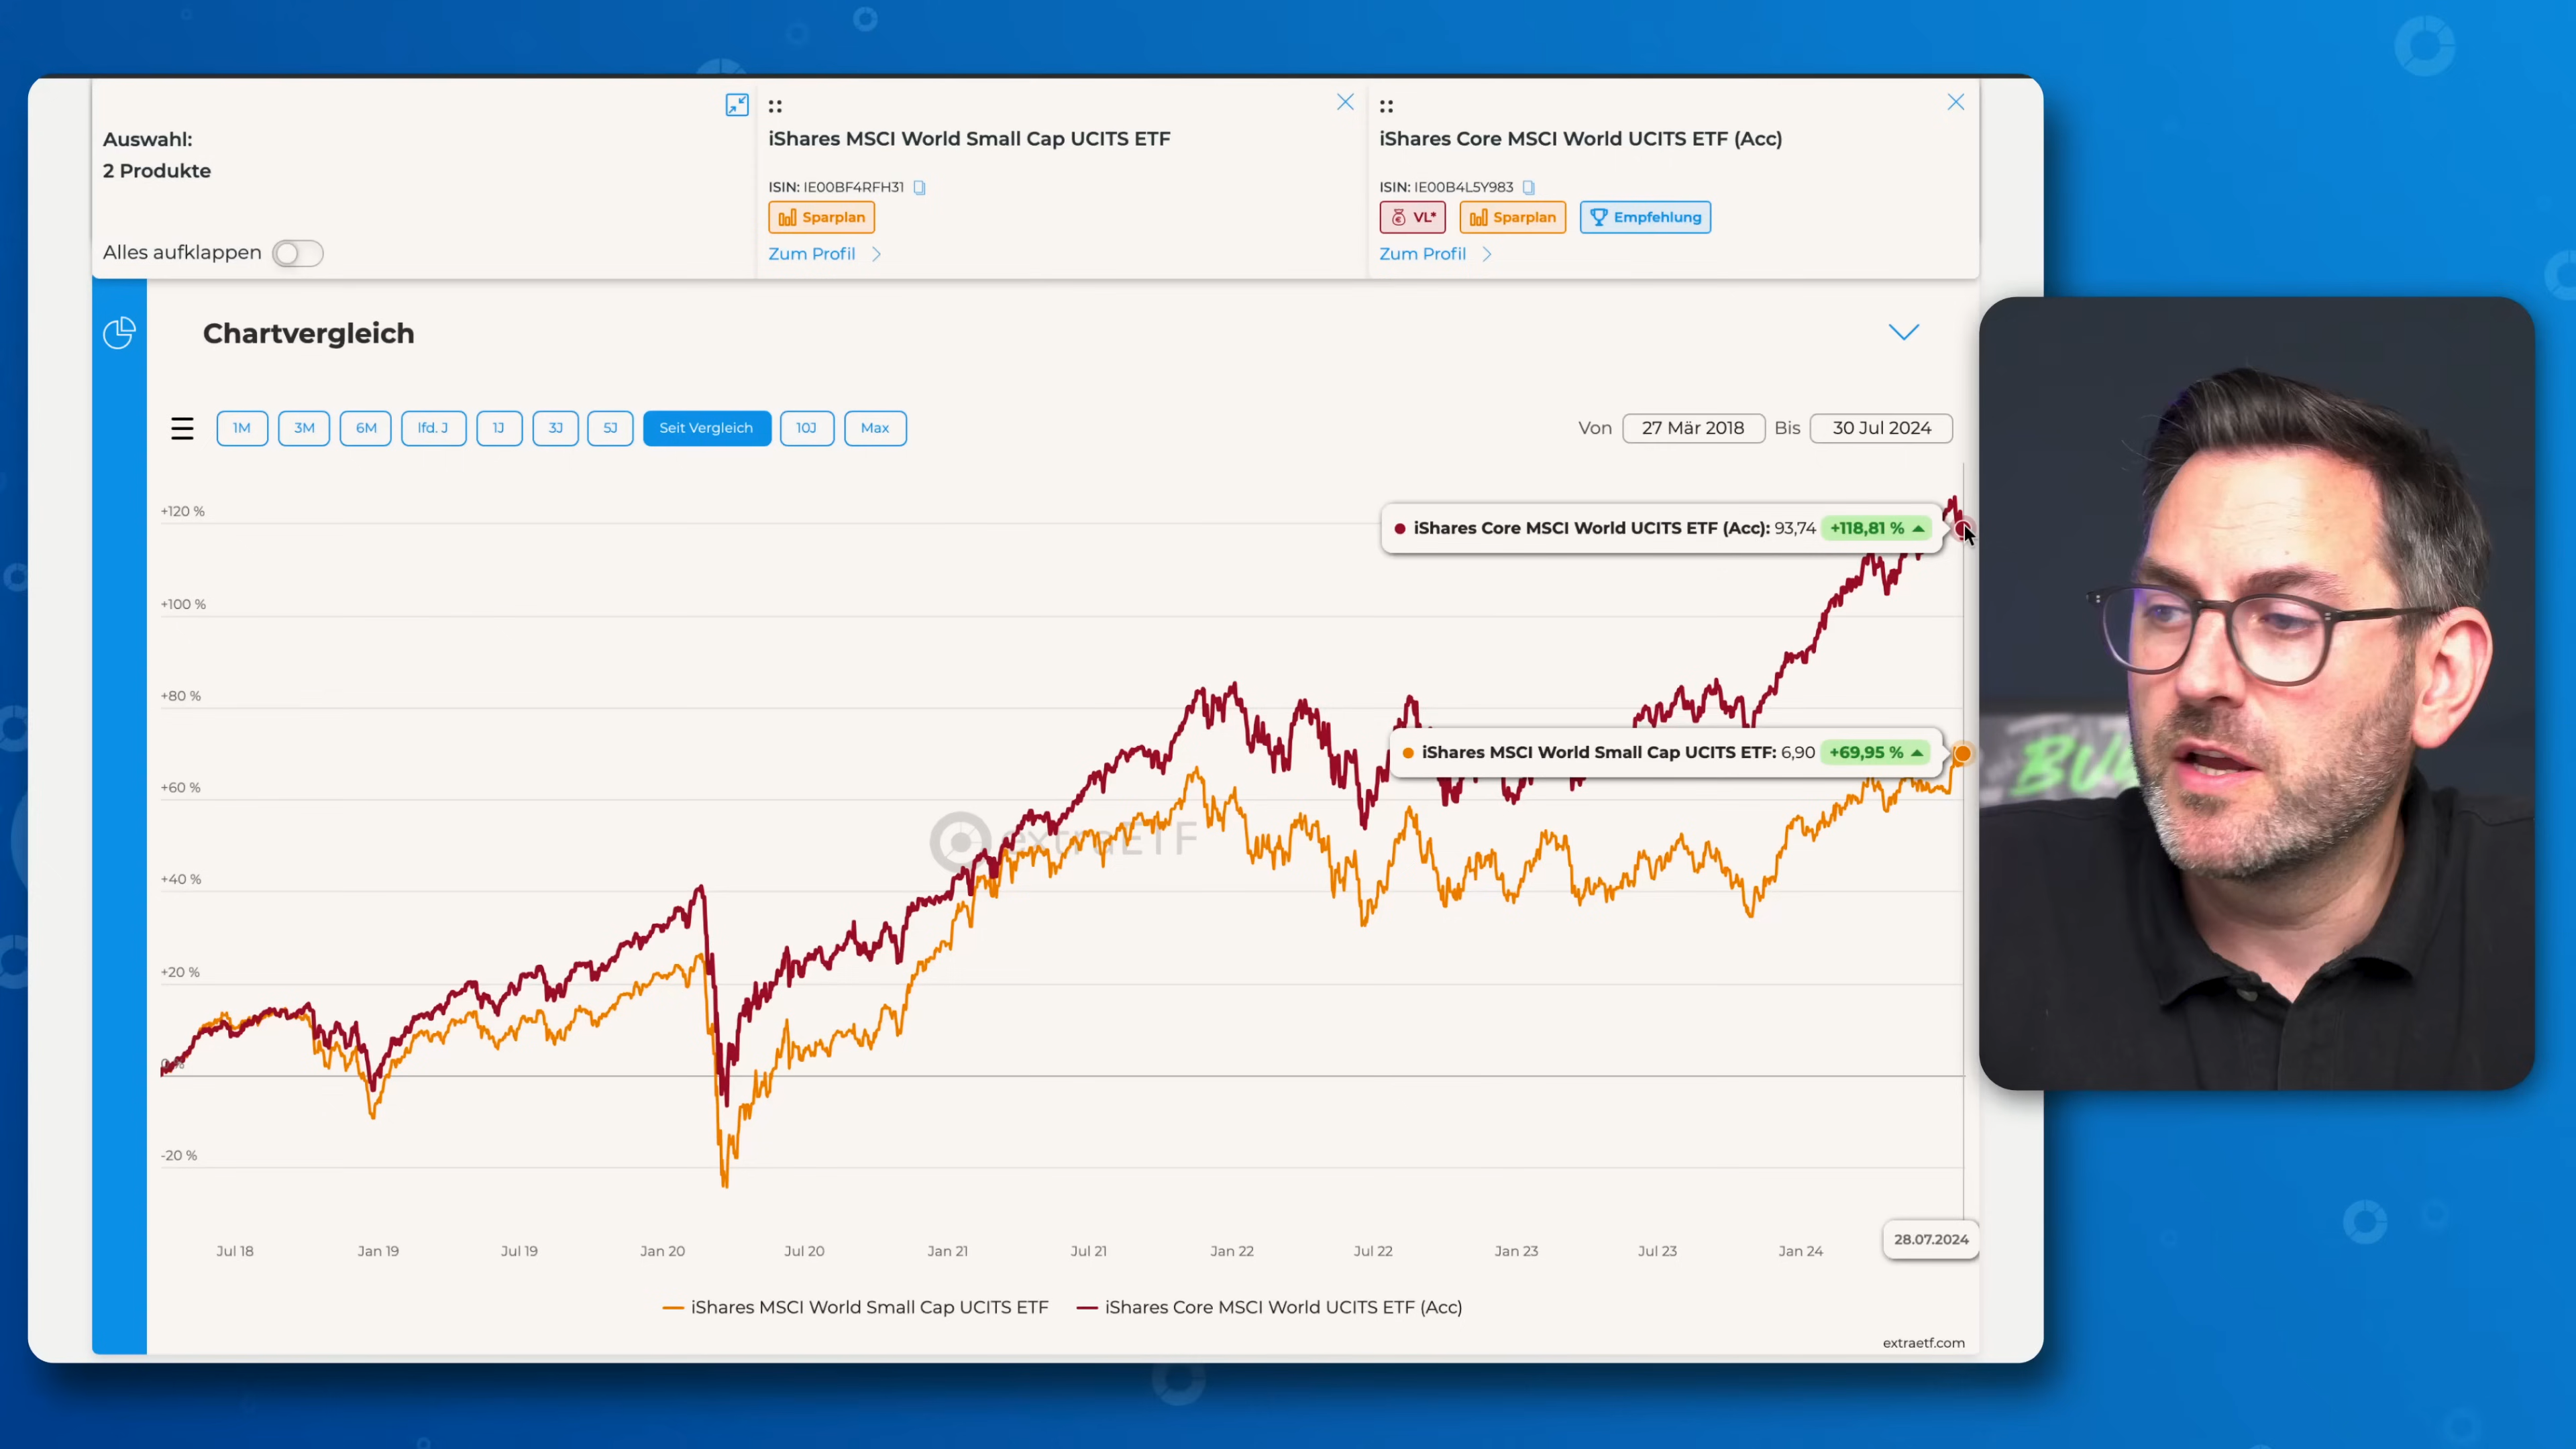 Auswahl:
2 Produkte
Alles aufklappen
iShares MSCI World Small Cap UCITS ETF
ISIN: IE00BF4RFH31
Sparplan
Zum Profil
iShares Core MSCI World UCITS ETF (Acc)
ISIN: IE00B4L5Y983
VL* Sparplan Empfehlung
Zum Profil
Chartvergleich
1M 3M 6M lfd. J 1J 3J 5J Seit Vergleich 10J Max
Von 27 Mär 2018 Bis 30 Jul 2024
+120 %
iShares Core MSCI World UCITS ETF (Acc): 93,74 +118,81 %
+100 %
+80 %
iShares MSCI World Small Cap UCITS ETF: 6,90 +69,95 %
+60 %
extraETF
+40 %
+20 %
0 %
-20 %
Jul 18 Jan 19 Jul 19 Jan 20 Jul 20 Jan 21 Jul 21 Jan 22 Jul 22 Jan 23 Jul 23 Jan 24
28.07.2024
iShares MSCI World Small Cap UCITS ETF iShares Core MSCI World UCITS ETF (Acc)
extraetf.com